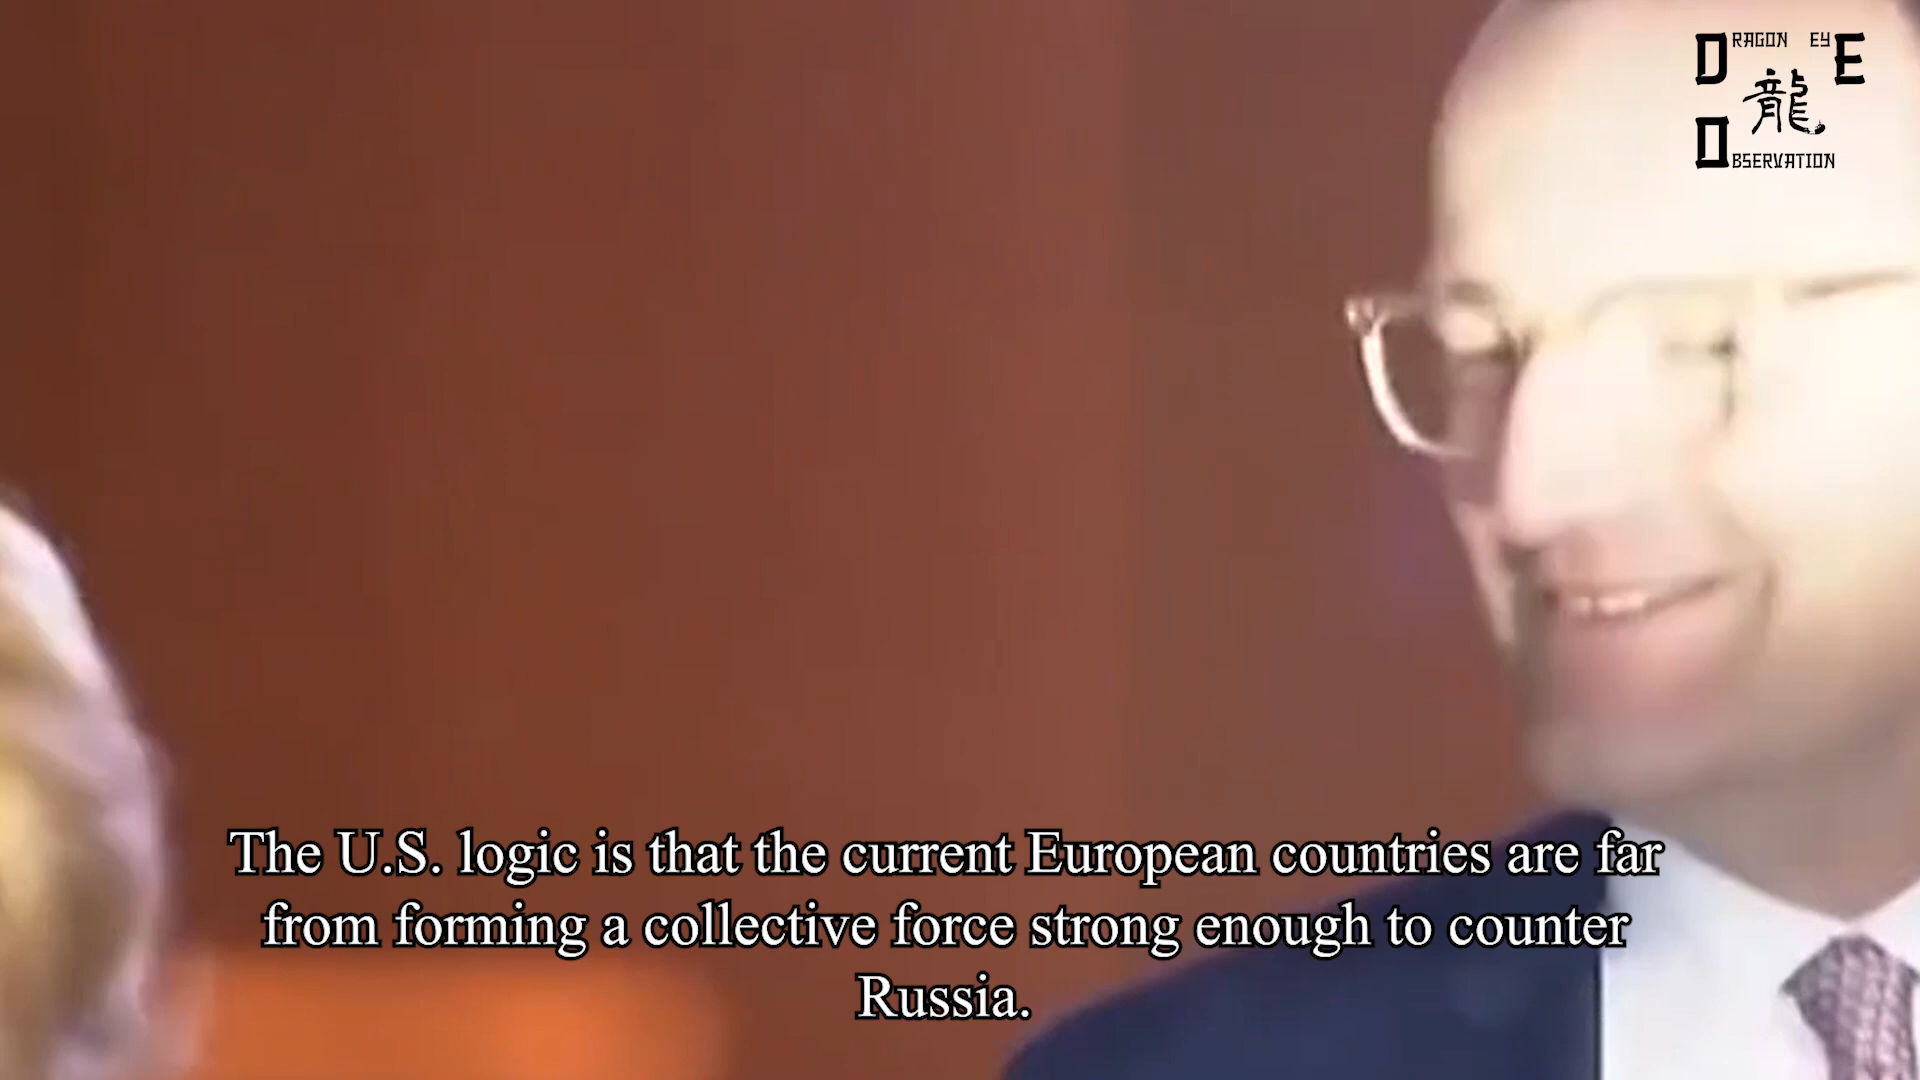 DRAGON EYE
龍
OBSERVATION
The U.S. logic is that the current European countries are far
from forming a collective force strong enough to counter
Russia.